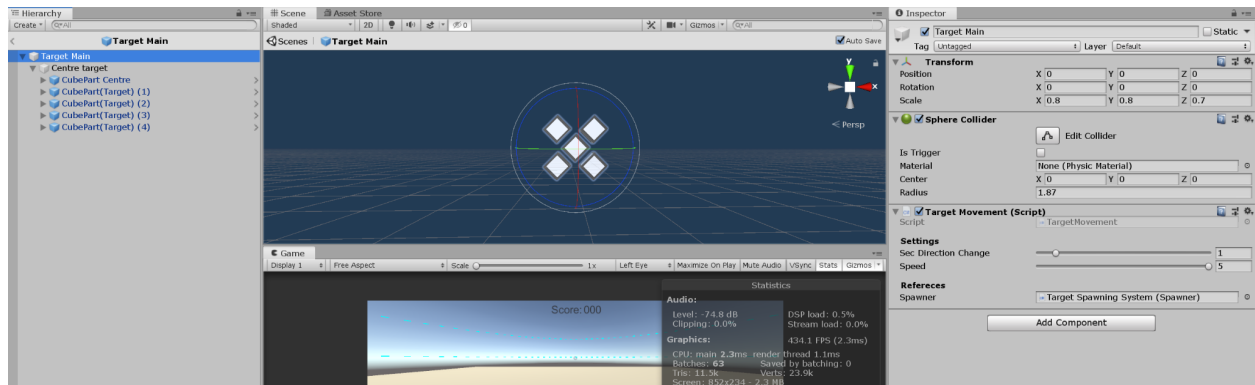 Hierarchy
Create
Q▾All
Target Main
Target Main
Centre target
CubePart Centre
CubePart(Target) (1)
CubePart(Target) (2)
CubePart(Target) (3)
CubePart(Target) (4)
Scene
Asset Store
Shaded
2D
0
Gizmos
Q▾All
Scenes
Target Main
Auto Save
y
x
< Persp
Game
Display 1
Free Aspect
Scale
1x
Left Eye
Maximize On Play
Mute Audio
VSync
Stats
Gizmos
Score:000
Statistics
Audio:
Level: -74.8 dB DSP load: 0.5%
Clipping: 0.0% Stream load: 0.0%
Graphics: 434.1 FPS (2.3ms)
CPU: main 2.3ms render thread 1.1ms
Batches: 63 Saved by batching: 0
Tris: 11.5k Verts: 23.9k
Screen: 852x234 - 2.3 MB
Inspector
Target Main Static
Tag Untagged Layer Default
Transform
Position X 0 Y 0 Z 0
Rotation X 0 Y 0 Z 0
Scale X 0.8 Y 0.8 Z 0.7
Sphere Collider
Edit Collider
Is Trigger
Material None (Physic Material)
Center X 0 Y 0 Z 0
Radius 1.87
Target Movement (Script)
Script TargetMovement
Settings
Sec Direction Change 1
Speed 5
Refereces
Spawner Target Spawning System (Spawner)
Add Component